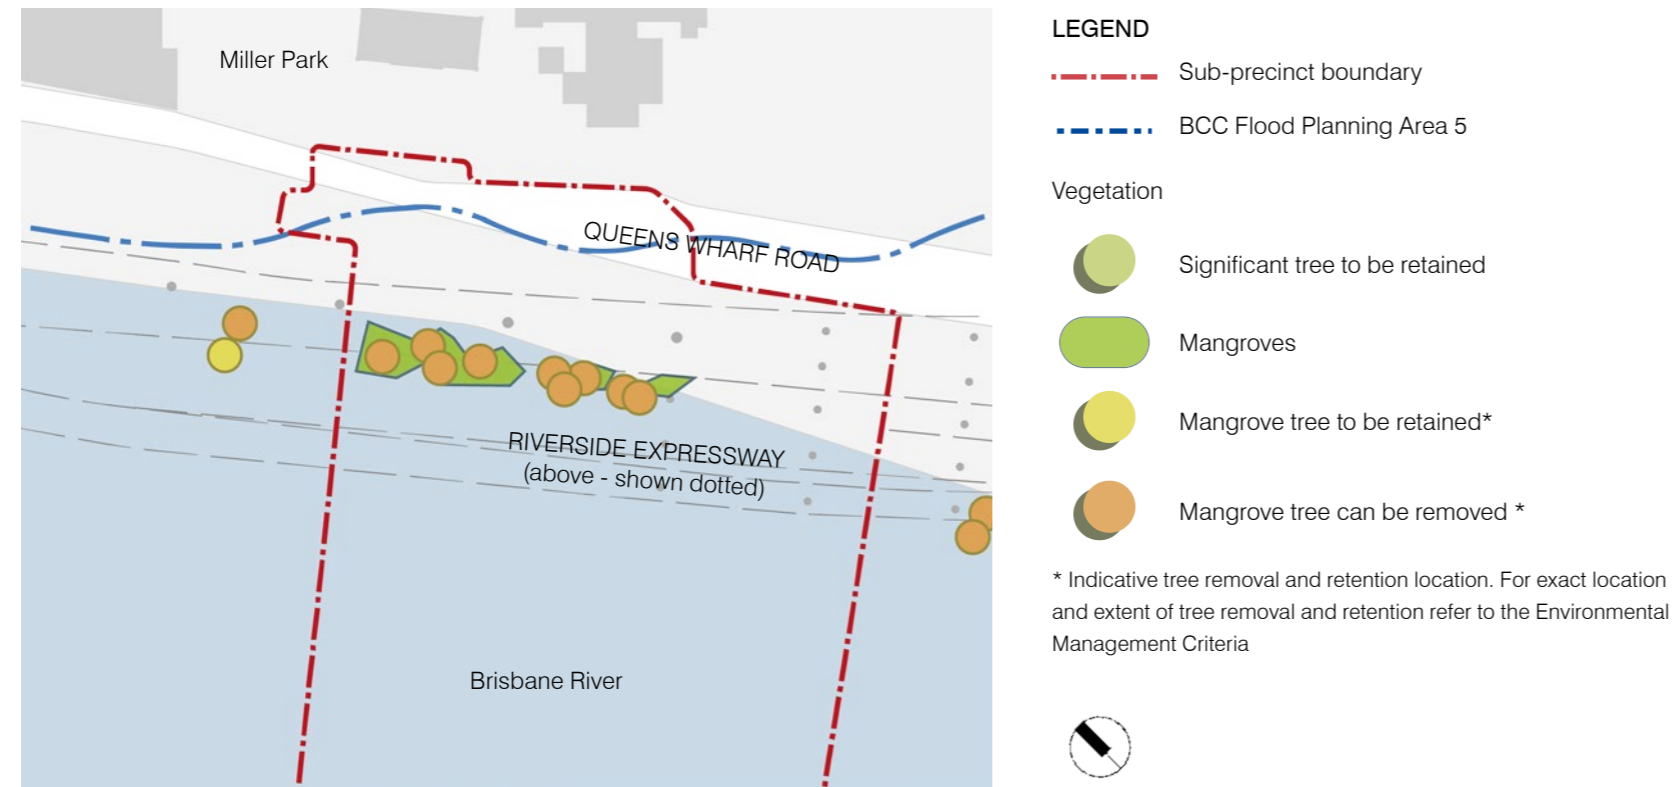 Miller Park
QUEENS WHARF ROAD
RIVERSIDE EXPRESSWAY
(above - shown dotted)
Brisbane River
LEGEND
Sub-precinct boundary
BCC Flood Planning Area 5
Vegetation
Significant tree to be retained
Mangroves
Mangrove tree to be retained*
Mangrove tree can be removed *
* Indicative tree removal and retention location. For exact location
and extent of tree removal and retention refer to the Environmental
Management Criteria